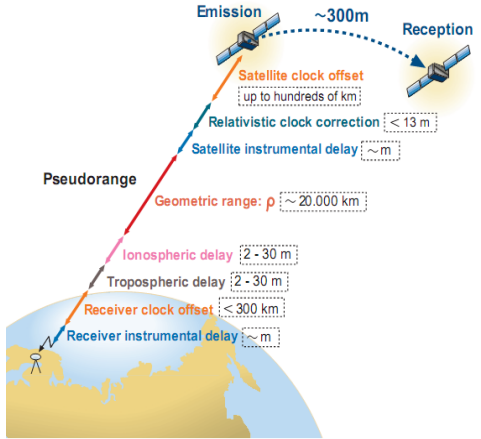 Emission
~300m
Reception
Satellite clock offset
up to hundreds of km
Relativistic clock correction < 13 m
Satellite instrumental delay ~m
Pseudorange
Geometric range: ρ ~ 20.000 km
Ionospheric delay 2 - 30 m
Tropospheric delay 2 - 30 m
Receiver clock offset <300 km
Receiver instrumental delay ~m